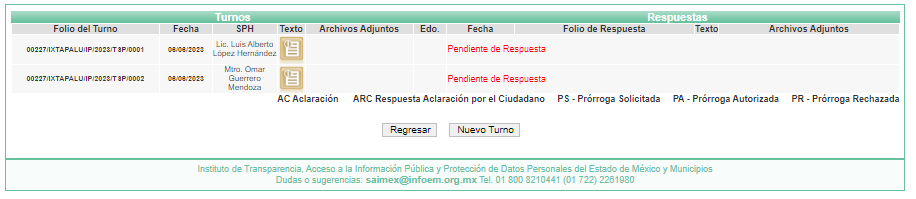 Turnos Respuestas
Folio del Turno Fecha SPH Texto Archivos Adjuntos Edo. Fecha Folio de Respuesta Texto Archivos Adjuntos
00227/IXTAPALU/IP/2023/TSP/0001 06/06/2023 Lic. Luis Alberto López Hernández Pendiente de Respuesta
00227/IXTAPALU/IP/2023/TSP/0002 06/06/2023 Mtro. Omar Guerrero Mendoza Pendiente de Respuesta
AC Aclaración ARC Respuesta Aclaración por el Ciudadano PS - Prórroga Solicitada PA - Prórroga Autorizada PR - Prórroga Rechazada
Regresar Nuevo Turno
Instituto de Transparencia, Acceso a la Información Pública y Protección de Datos Personales del Estado de México y Municipios
Dudas o sugerencias: saimex@infoem.org.mx Tel. 01 800 8210441 (01 722) 2261980